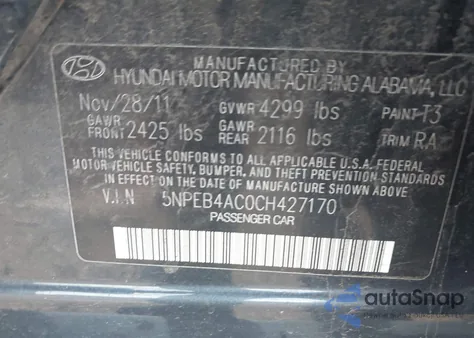 MANUFACTURED BY
HYUNDAI MOTOR MANUFACTURING ALABAMA, LLC
Nov/28/11 GVWR 4299 lbs PAINT T3
GAWR FRONT 2425 lbs GAWR REAR 2116 lbs TRIM RA
THIS VEHICLE CONFORMS TO ALL APPLICABLE U.S.A. FEDERAL
MOTOR VEHICLE SAFETY, BUMPER, AND THEFT PREVENTION STANDARDS
IN EFFECT ON THE DATE OF MANUFACTURE SHOWN ABOVE
V.I.N 5NPEB4AC0CH427170
PASSENGER CAR
autoSnap